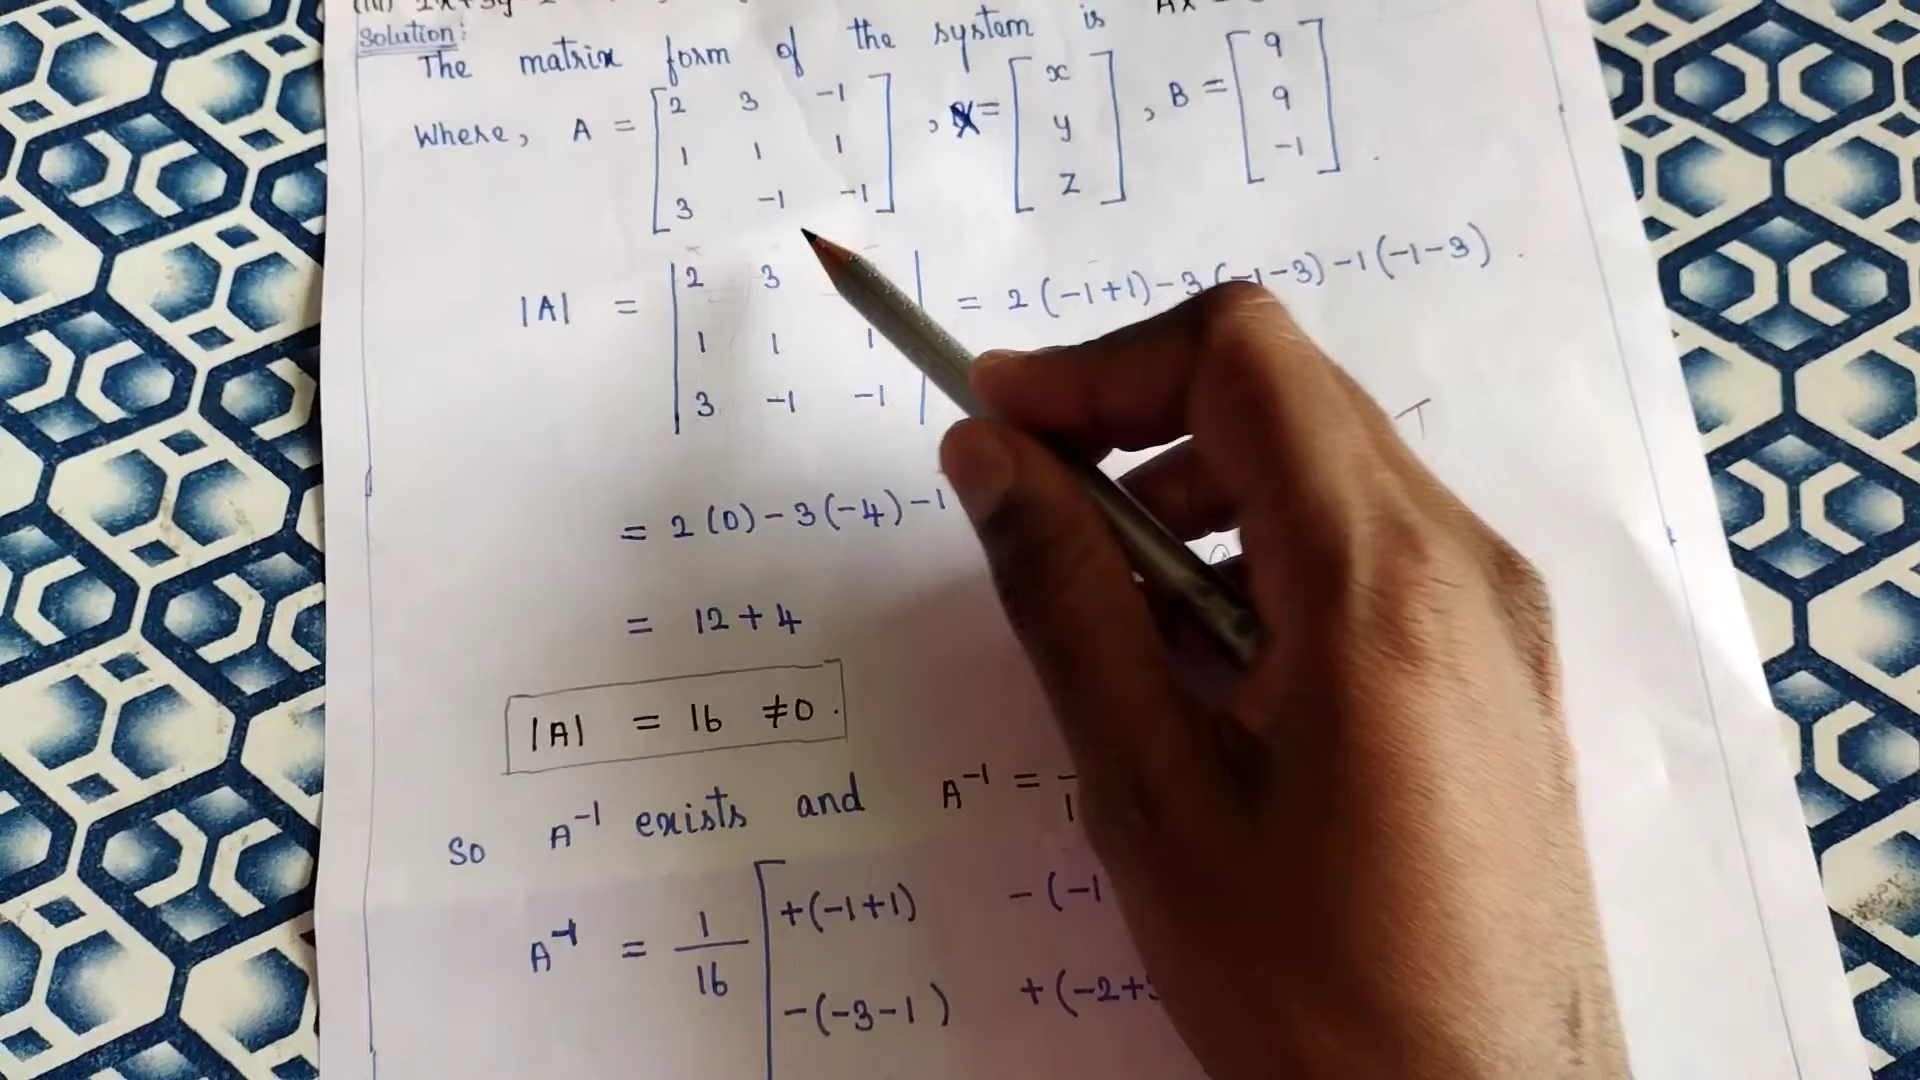 Solution:
The matrix form of the system is AX
Where, A = [2 3 -1
1 1 1
3 -1 -1], X = [x
y
z], B = [9
9
-1].
|A| = |2 3
1 1 1
3 -1 -1| = 2(-1+1)-3(-1-3)-1(-1-3).
= 2(0)-3(-4)-1
= 12+4
|A| = 16 ≠0.
So A⁻¹ exists and A⁻¹ =
A⁻¹ = 1/16 [+(-1+1) -(-1
-(-3-1) +(-2+3